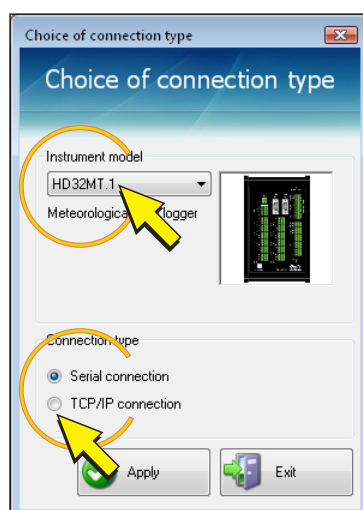 Choice of connection type
Choice of connection type
Instrument model
HD32MT.1
Meteorological logger
Connection type
Serial connection
TCP/IP connection
Apply
Exit